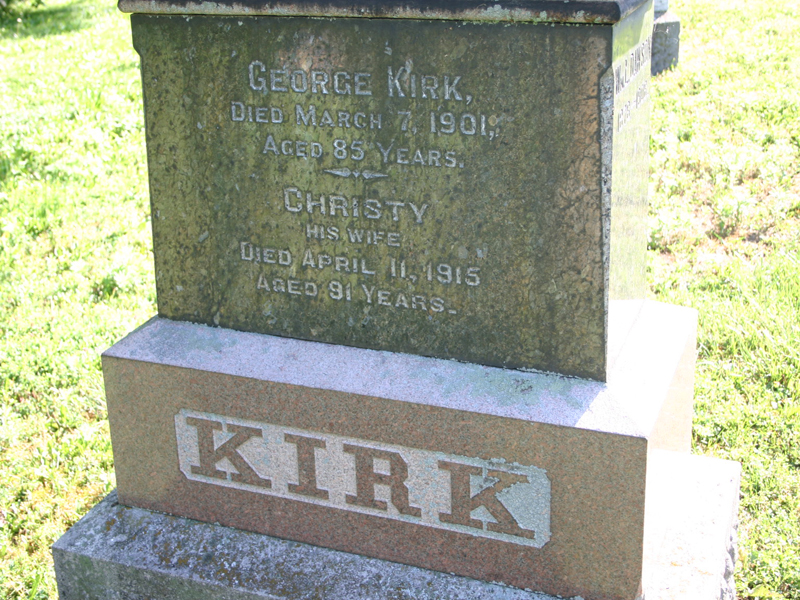 GEORGE KIRK,
DIED MARCH 7, 1901,
AGED 85 YEARS.
CHRISTY
HIS WIFE
DIED APRIL 11, 1915
AGED 91 YEARS.
KIRK